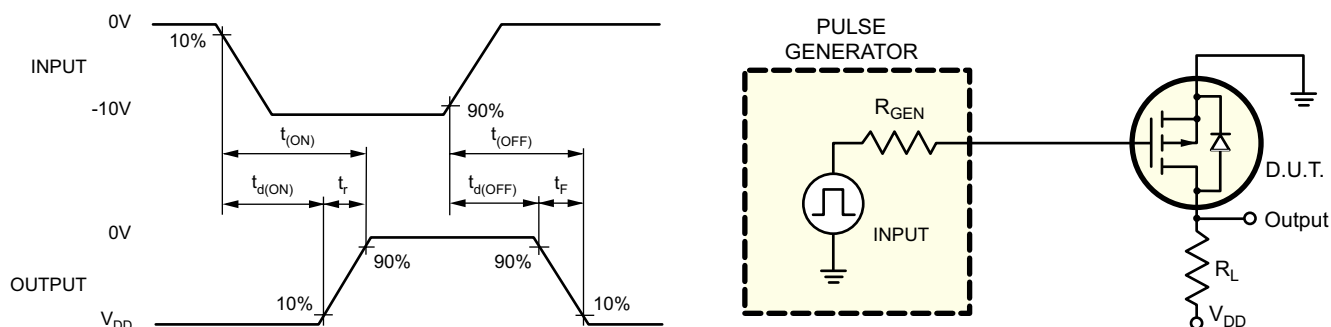 0V
10%
INPUT
-10V
90%
t(ON)
t(OFF)
td(ON)
tr
td(OFF)
tF
0V
90%
90%
OUTPUT
10%
10%
VDD
PULSE
GENERATOR
RGEN
INPUT
D.U.T.
Output
RL
VDD